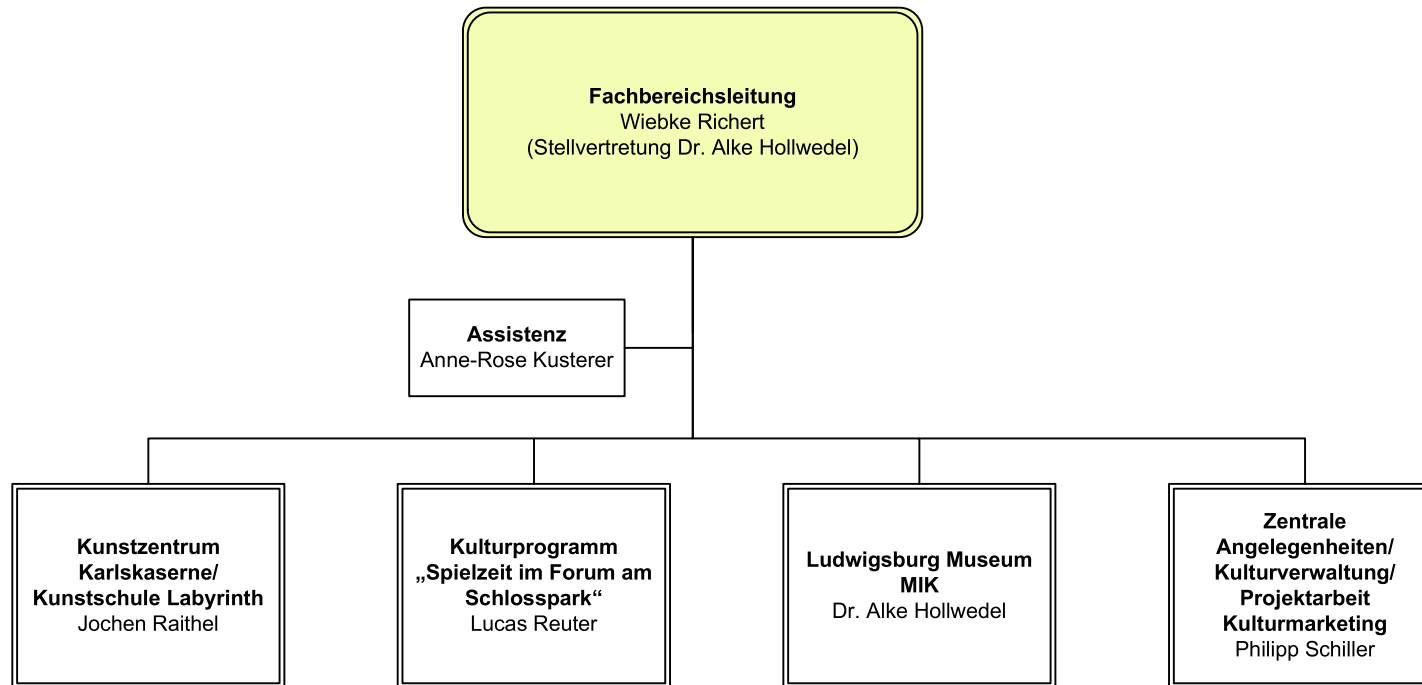 Fachbereichsleitung
Wiebke Richert
(Stellvertretung Dr. Alke Hollwedel)
Assistenz
Anne-Rose Kusterer
Kunstzentrum
Karlskaserne/
Kunstschule Labyrinth
Jochen Raithel
Kulturprogramm
„Spielzeit im Forum am
Schlosspark“
Lucas Reuter
Ludwigsburg Museum
MIK
Dr. Alke Hollwedel
Zentrale
Angelegenheiten/
Kulturverwaltung/
Projektarbeit
Kulturmarketing
Philipp Schiller